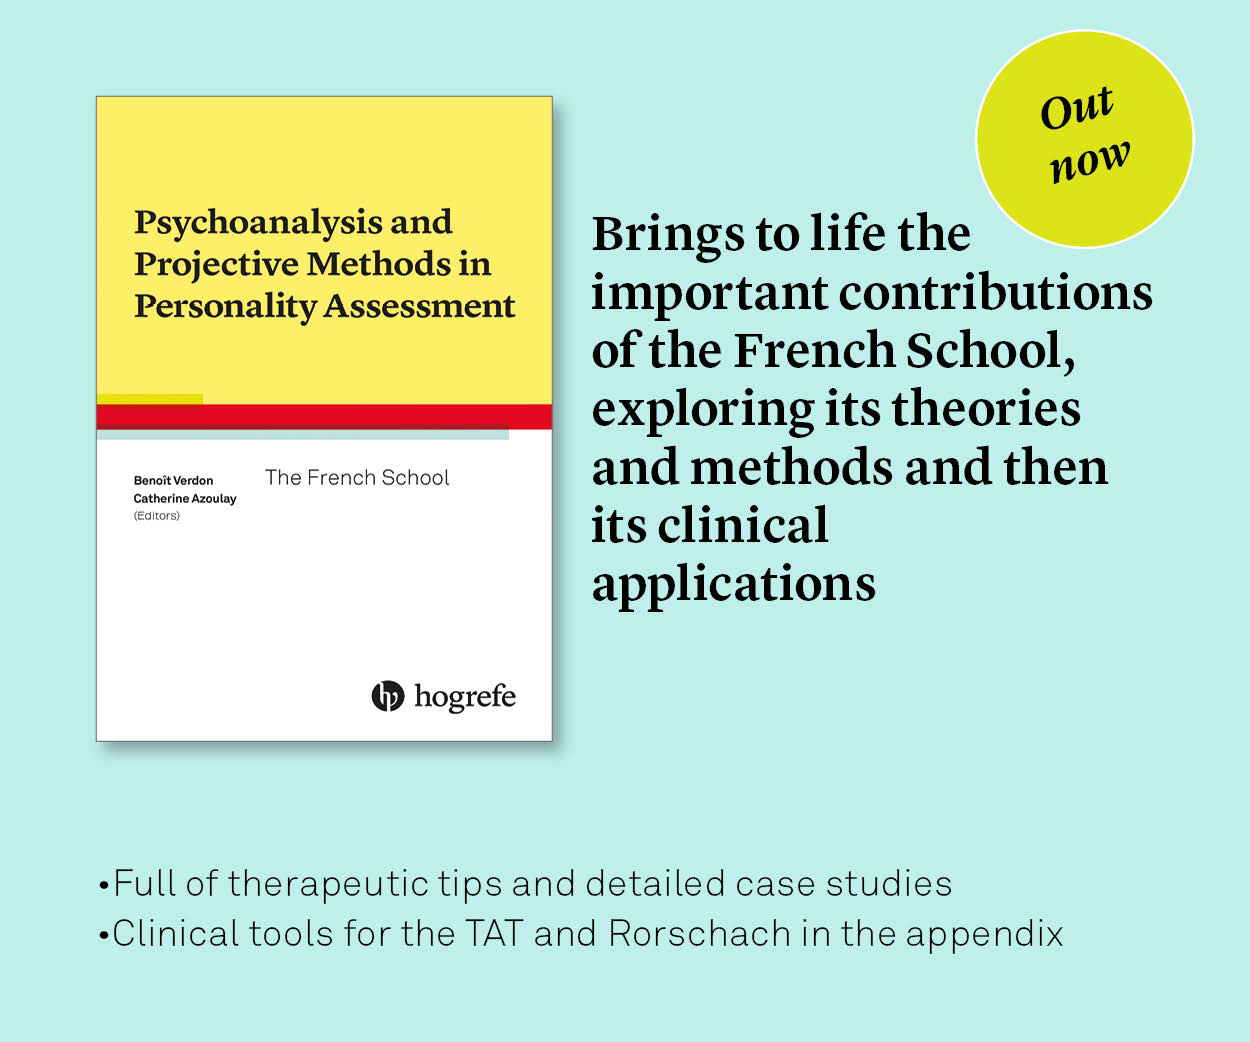 Out
now
Psychoanalysis and
Projective Methods in
Personality Assessment
Benoît Verdon
Catherine Azoulay
(Editors)
The French School
hogrefe
Brings to life the
important contributions
of the French School,
exploring its theories
and methods and then
its clinical
applications
•Full of therapeutic tips and detailed case studies
•Clinical tools for the TAT and Rorschach in the appendix